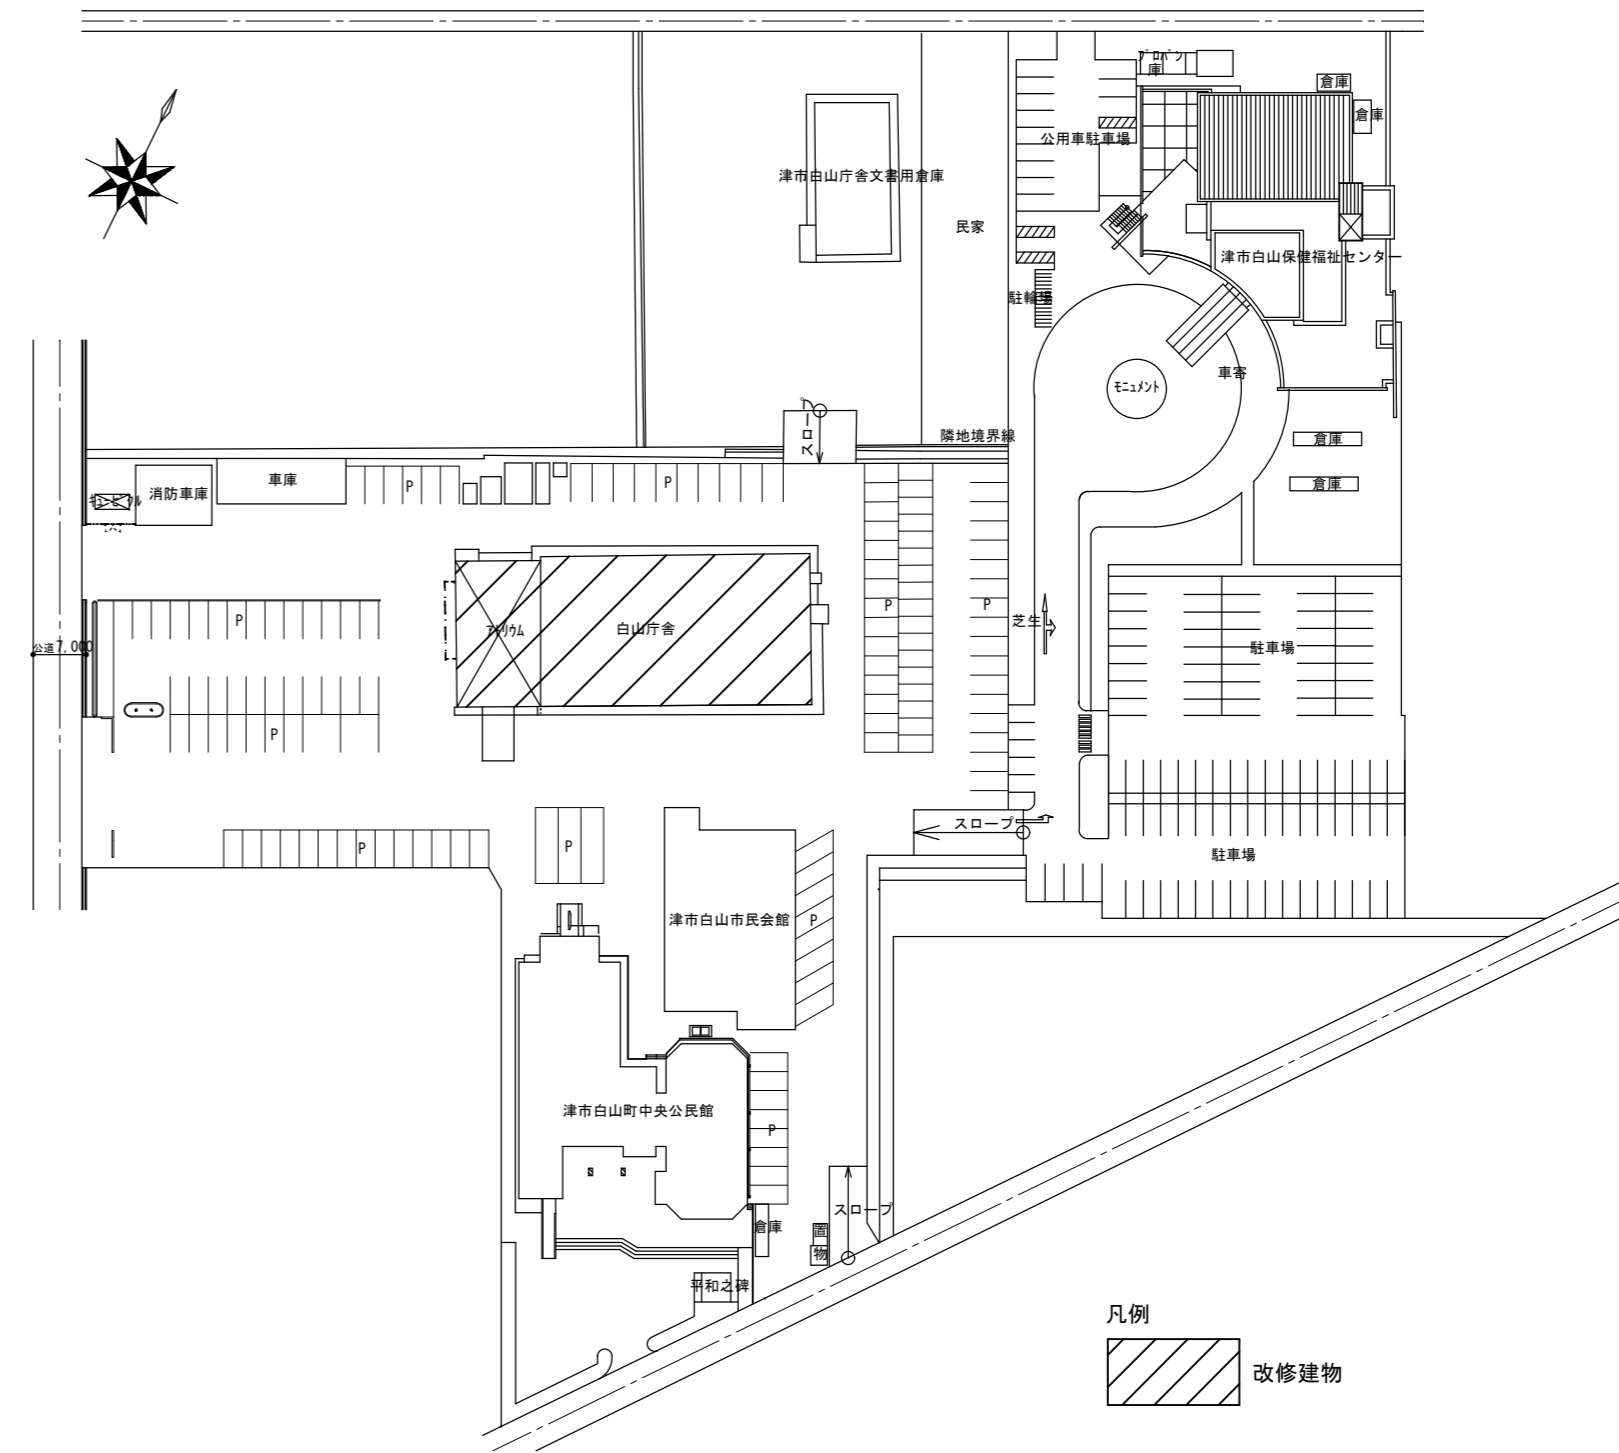 プロパン
庫
倉庫
倉庫
公用車駐車場
津市白山庁舎文書用倉庫
民家
津市白山保健福祉センター
駐輪場
車寄
モニュメント
スロープ
隣地境界線
倉庫
倉庫
キュービクル
消防車庫
車庫
P
P
P
P
P
芝生
アトリウム
白山庁舎
公道7,000
駐車場
P
スロープ
P
P
駐車場
津市白山市民会館
P
津市白山町中央公民館
P
スロープ
倉庫
置
物
平和之碑
凡例
改修建物